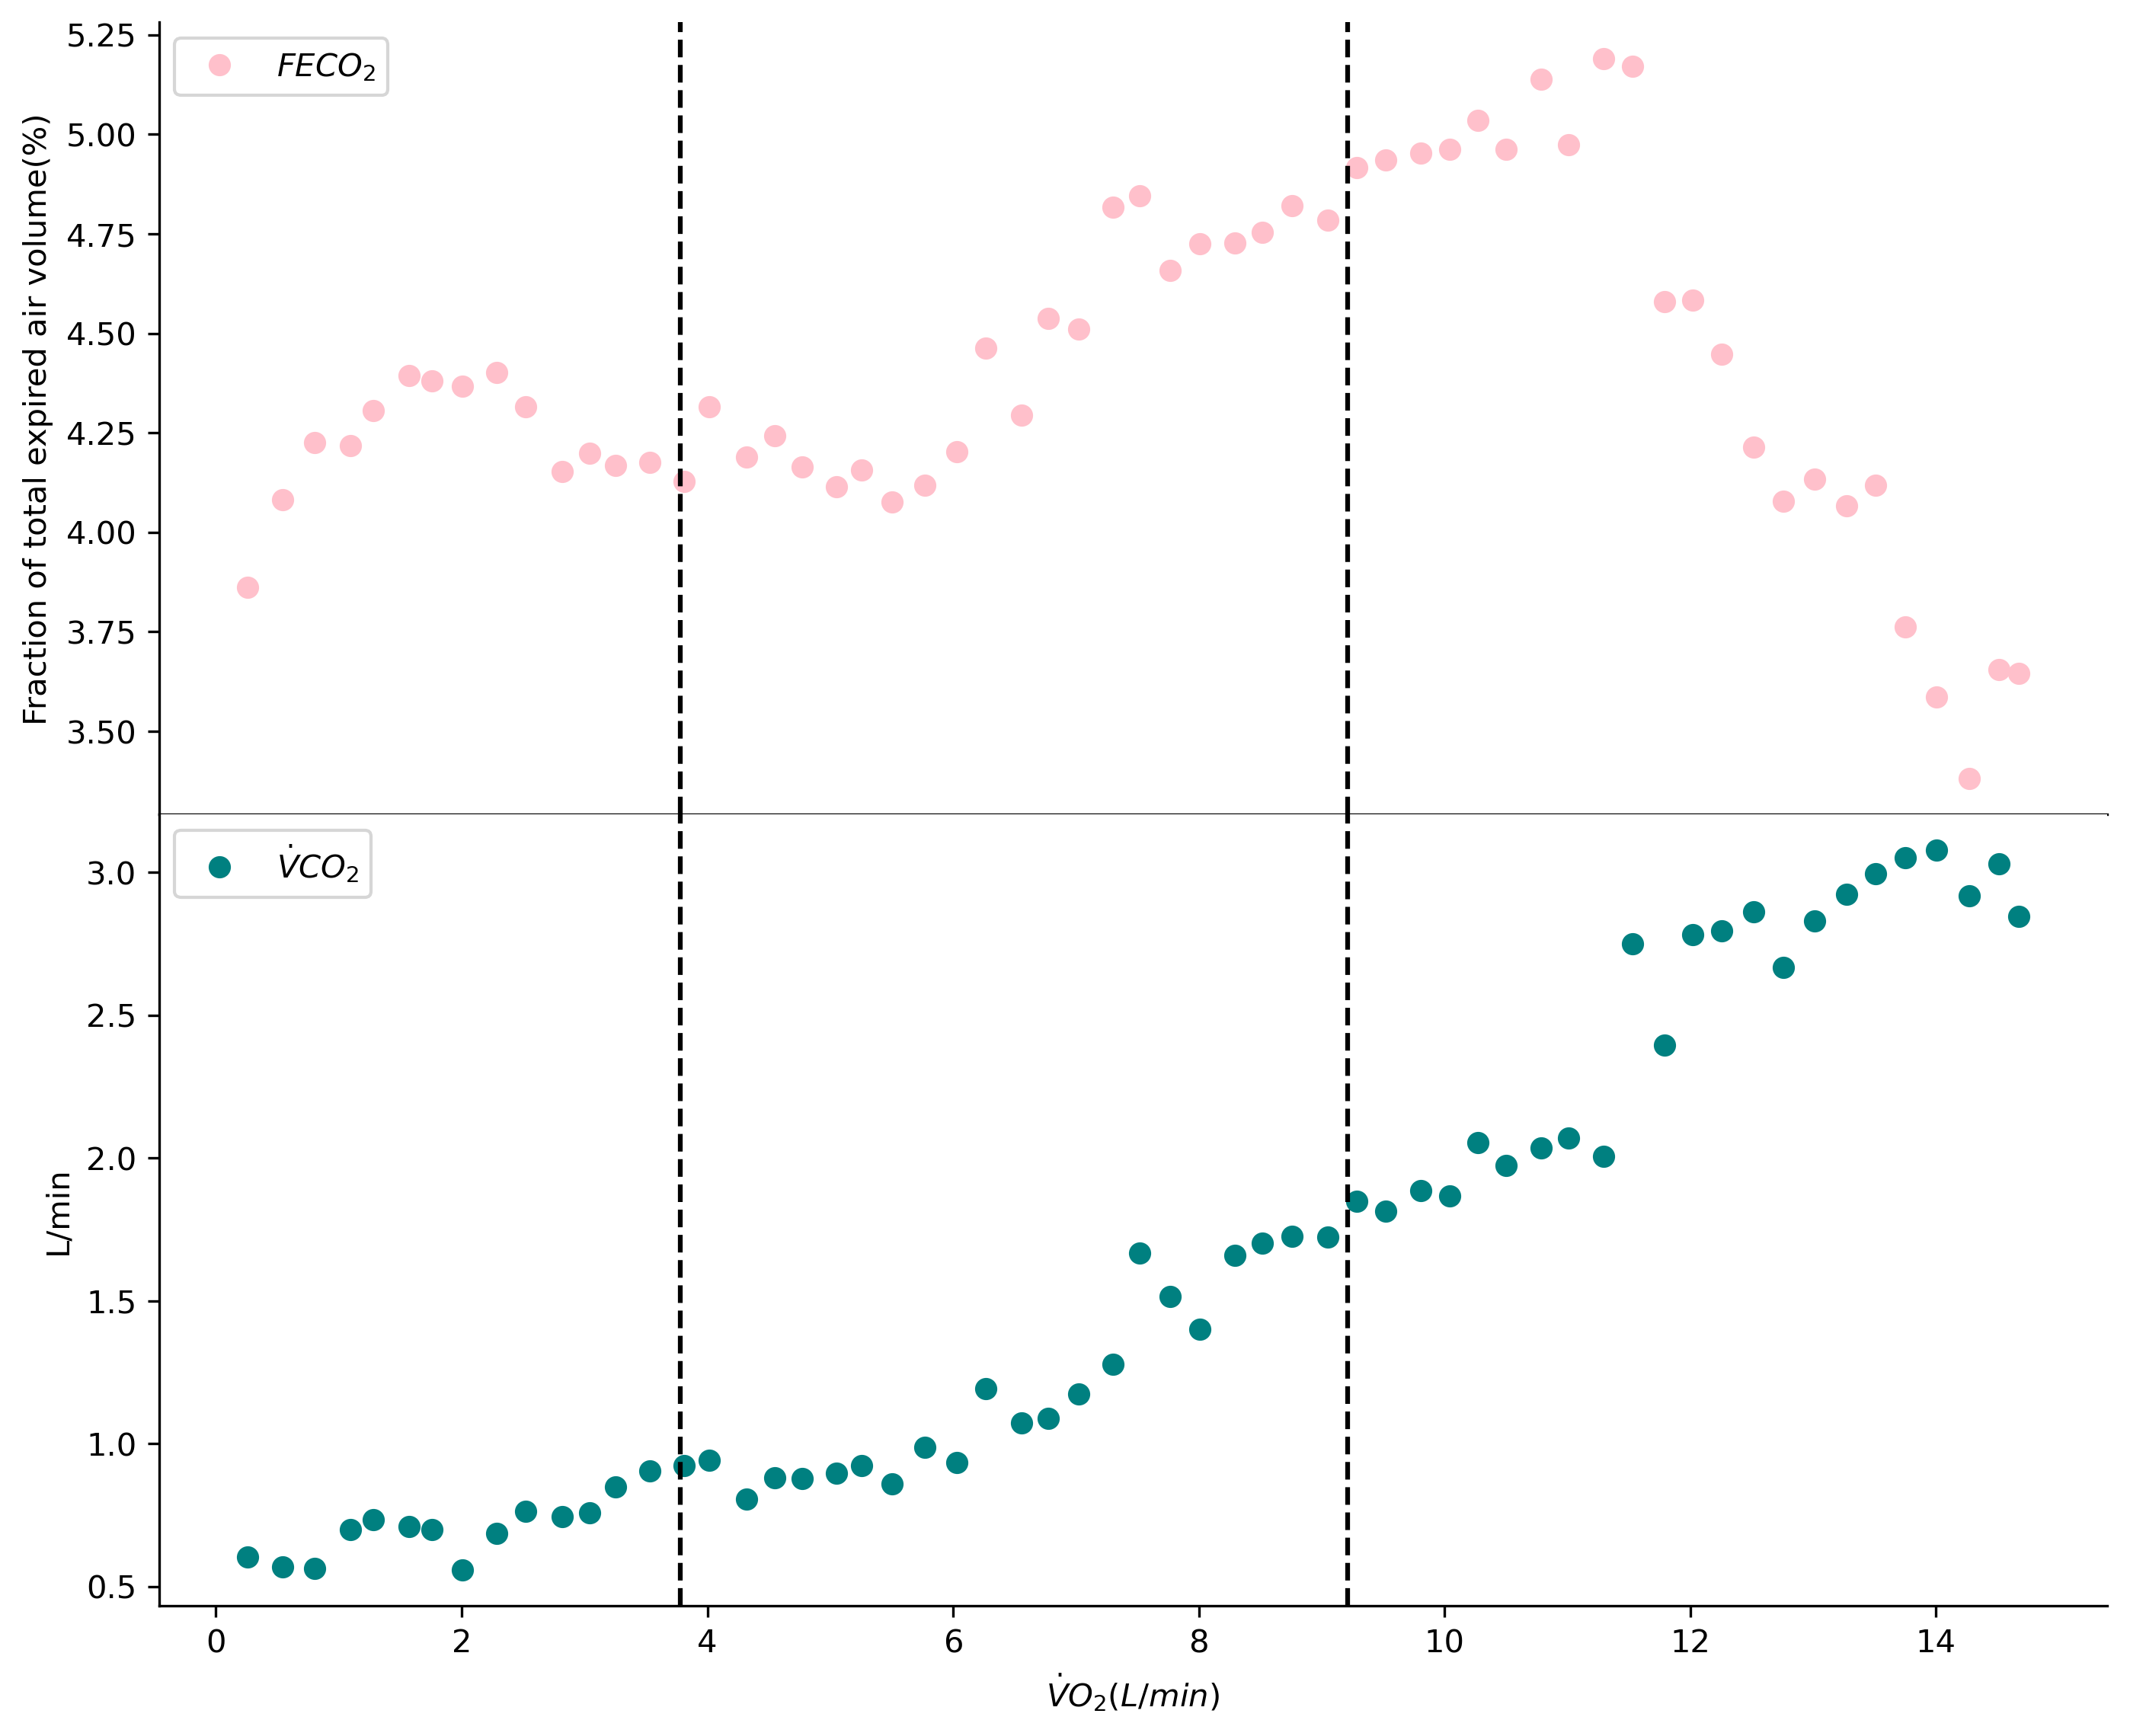 Fraction of total expired air volume(%)
5.25
5.00
4.75
4.50
4.25
4.00
3.75
3.50
FECO₂
L/min
3.0
2.5
2.0
1.5
1.0
0.5
V̇CO₂
0 2 4 6 8 10 12 14
V̇O₂(L/min)